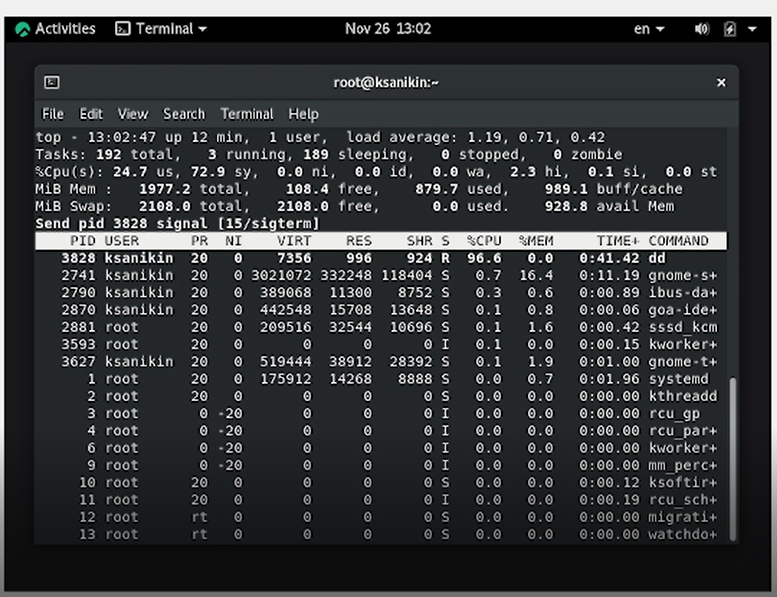 Activities Terminal Nov 26 13:02 en
root@ksanikin:~ ×
File Edit View Search Terminal Help
top - 13:02:47 up 12 min, 1 user, load average: 1.19, 0.71, 0.42
Tasks: 192 total, 3 running, 189 sleeping, 0 stopped, 0 zombie
%Cpu(s): 24.7 us, 72.9 sy, 0.0 ni, 0.0 id, 0.0 wa, 2.3 hi, 0.1 si, 0.0 st
MiB Mem : 1977.2 total, 108.4 free, 879.7 used, 989.1 buff/cache
MiB Swap: 2108.0 total, 2108.0 free, 0.0 used. 928.8 avail Mem
Send pid 3828 signal [15/sigterm]
PID USER PR NI VIRT RES SHR S %CPU %MEM TIME+ COMMAND
3828 ksanikin 20 0 7356 996 924 R 96.6 0.0 0:41.42 dd
2741 ksanikin 20 0 3021072 332248 118404 S 0.7 16.4 0:11.19 gnome-s+
2790 ksanikin 20 0 389068 11300 8752 S 0.3 0.6 0:00.89 ibus-da+
2870 ksanikin 20 0 442548 15708 13648 S 0.1 0.8 0:00.06 goa-ide+
2881 root 20 0 209516 32544 10696 S 0.1 1.6 0:00.42 sssd_kcm
3593 root 20 0 0 0 0 I 0.1 0.0 0:00.15 kworker+
3627 ksanikin 20 0 519444 38912 28392 S 0.1 1.9 0:01.00 gnome-t+
1 root 20 0 175912 14268 8888 S 0.0 0.7 0:01.96 systemd
2 root 20 0 0 0 0 S 0.0 0.0 0:00.00 kthreadd
3 root 0 -20 0 0 0 I 0.0 0.0 0:00.00 rcu_gp
4 root 0 -20 0 0 0 I 0.0 0.0 0:00.00 rcu_par+
6 root 0 -20 0 0 0 I 0.0 0.0 0:00.00 kworker+
9 root 0 -20 0 0 0 I 0.0 0.0 0:00.00 mm_perc+
10 root 20 0 0 0 0 S 0.0 0.0 0:00.12 ksoftir+
11 root 20 0 0 0 0 I 0.0 0.0 0:00.19 rcu_sch+
12 root rt 0 0 0 0 S 0.0 0.0 0:00.00 migrati+
13 root rt 0 0 0 0 S 0.0 0.0 0:00.00 watchdo+